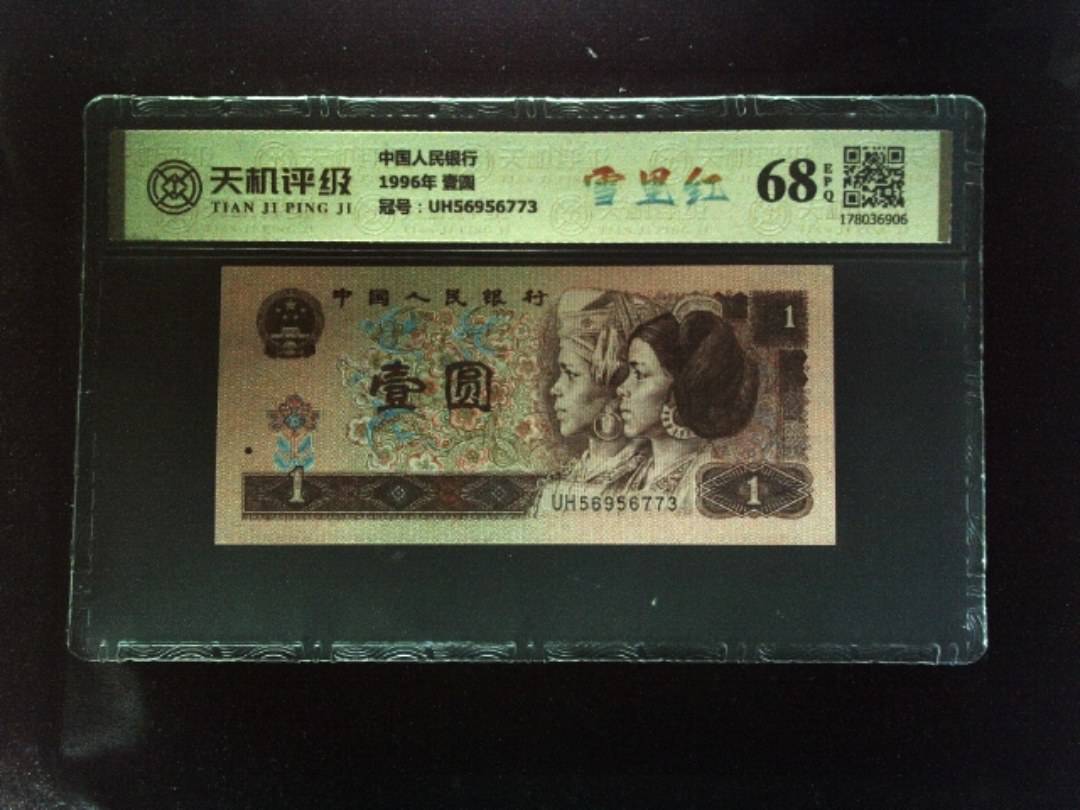 天机评级
TIAN JI PING JI
中国人民银行
1996年 壹圆
冠号：UH56956773
雪里红
68
EPQ
178036906
中国人民银行
1
壹圆
1
UH56956773
1